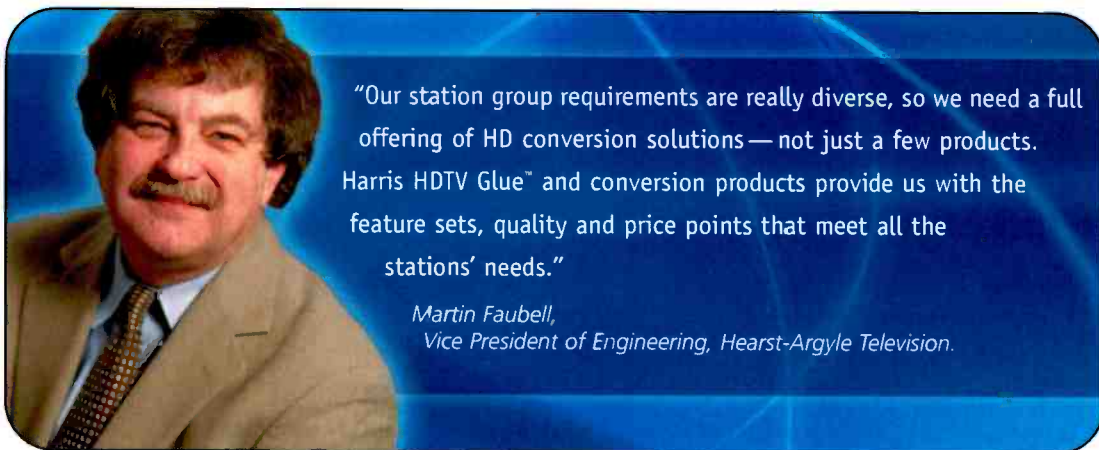 "Our station group requirements are really diverse, so we need a full
offering of HD conversion solutions — not just a few products.
Harris HDTV Glue™ and conversion products provide us with the
feature sets, quality and price points that meet all the
stations' needs."
Martin Faubell,
Vice President of Engineering, Hearst-Argyle Television.